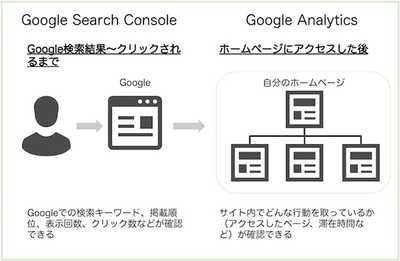 Google Search Console
Google Analytics
Google検索結果〜クリックされ
るまで
ホームページにアクセスした後
Google
自分のホームページ
Googleでの検索キーワード、掲載順
位、表示回数、クリック数などが確認
できる
サイト内でどんな行動を取っているか
（アクセスしたページ、滞在時間な
ど）が確認できる